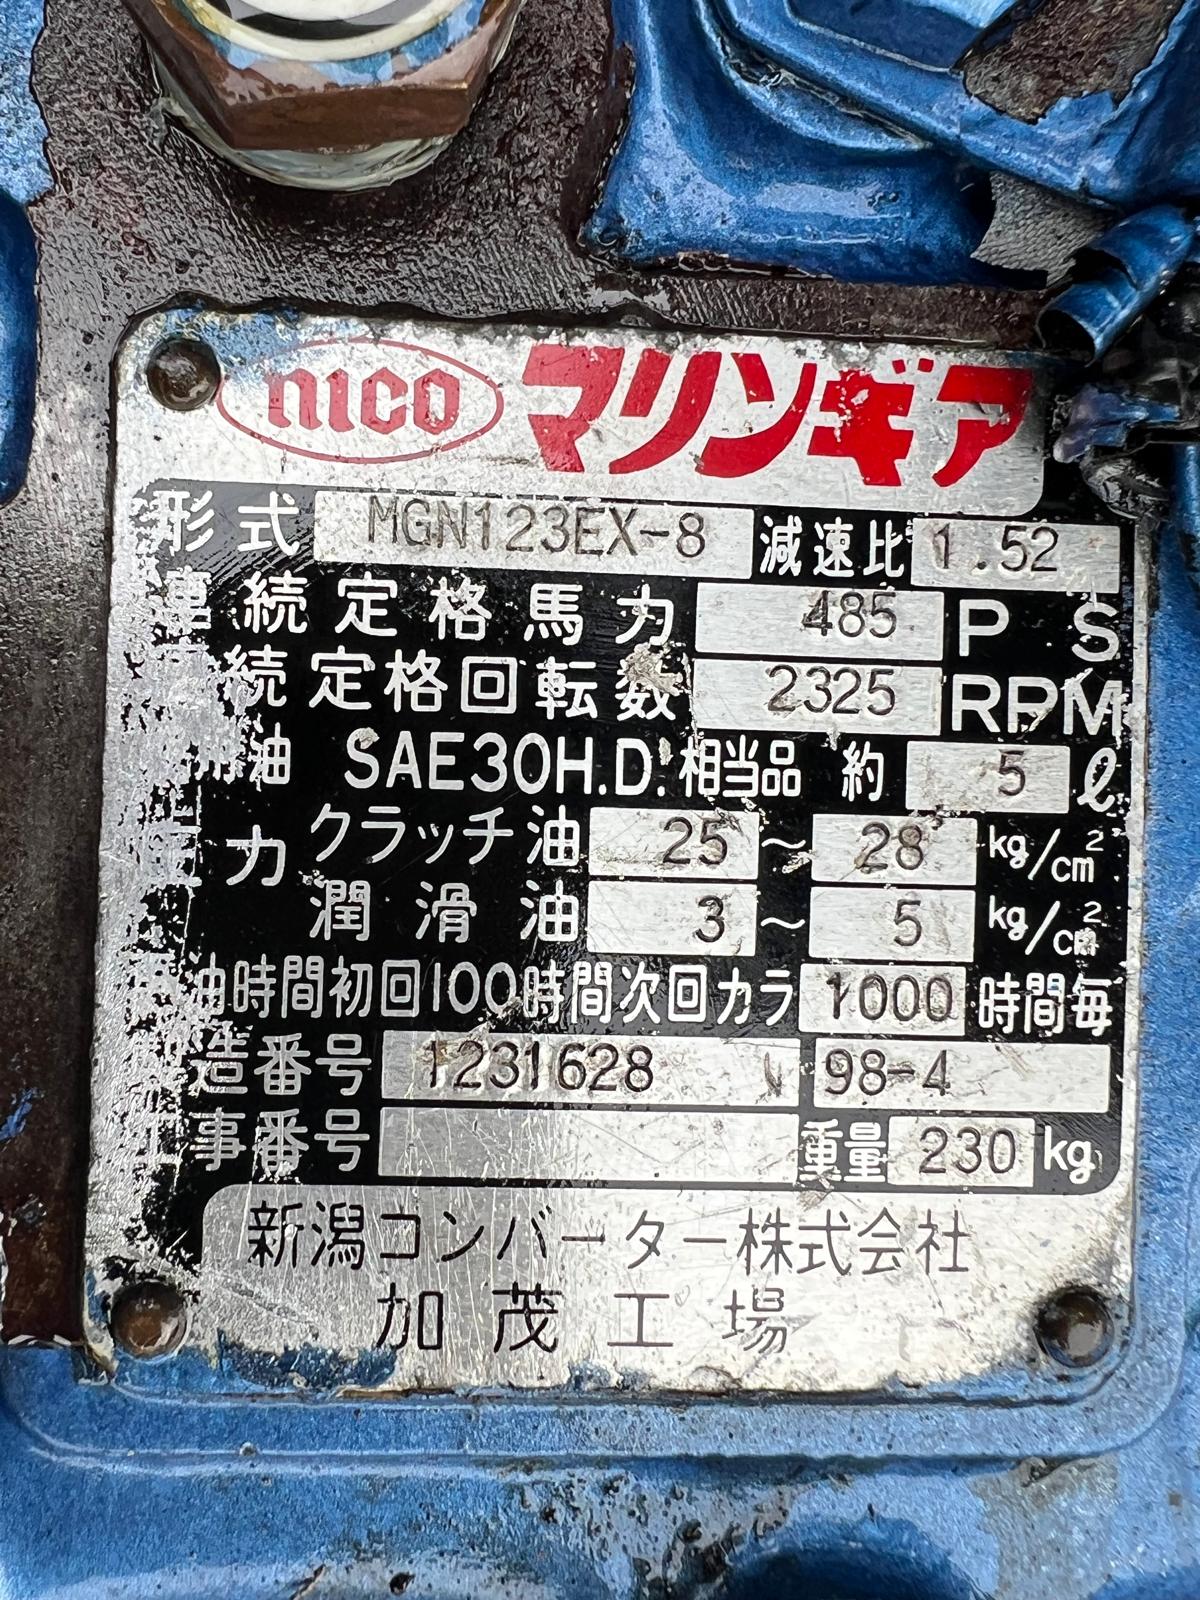 nico マリンギア
形式 MGN123EX-8 減速比 1.52
連続定格馬力 485 PS
連続定格回転数 2325 RPM
用油 SAE30H.D.相当品 約 5 ℓ
圧力 クラッチ油 25 ~ 28 kg/cm²
潤滑油 3 ~ 5 kg/cm²
油時間初回100時間次回カラ 1000 時間毎
造番号 1231628 98-4
工事番号 重量 230 kg
新潟コンバーター株式会社
加茂工場